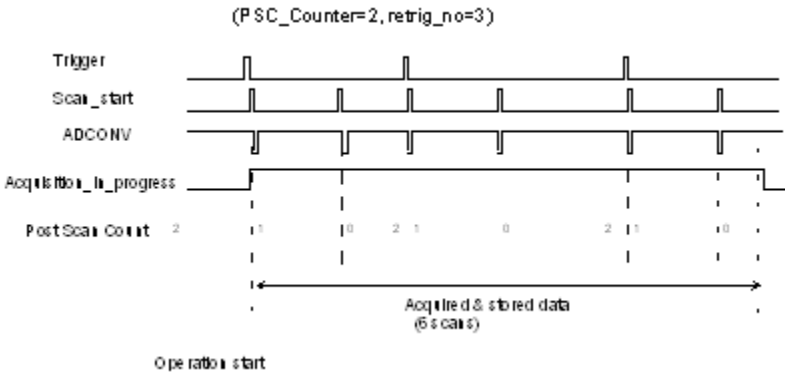 (PSC_Counter=2, retrig_no=3)
Trigger
Scan_start
ADCONV
Acquisition_in_progress
Post Scan Count 2 1 0 2 1 0 2 1 0
Acquired & stored data
(6 scans)
Operation start